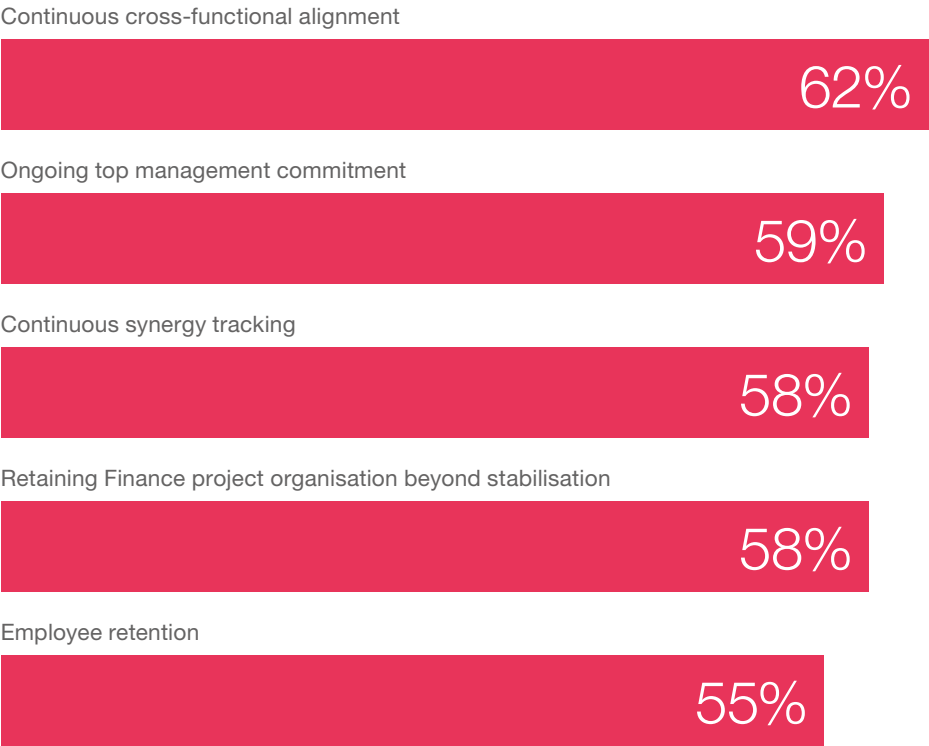 Continuous cross-functional alignment
62%
Ongoing top management commitment
59%
Continuous synergy tracking
58%
Retaining Finance project organisation beyond stabilisation
58%
Employee retention
55%